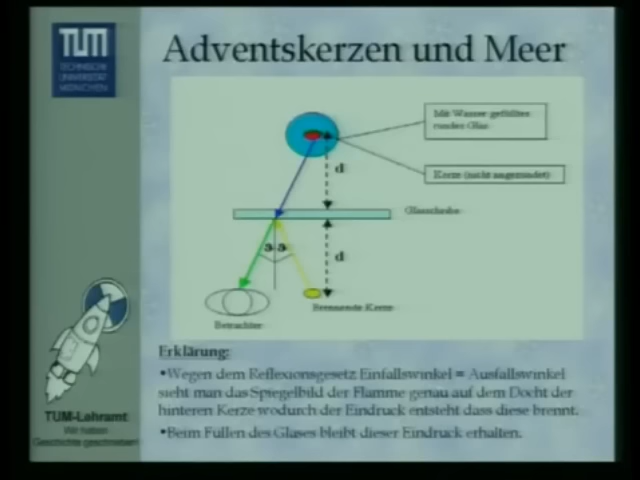 TUM
TECHNISCHE
UNIVERSITÄT
MÜNCHEN
Adventskerzen und Meer
Mit Wasser gefülltes
rundes Glas
d
Kerze (nicht angezündet)
Glasscheibe
a a
d
Brennende Kerze
Betrachter
Erklärung:
•Wegen dem Reflexionsgesetz Einfallswinkel = Ausfallswinkel
sieht man das Spiegelbild der Flamme genau auf dem Docht der
hinteren Kerze wodurch der Eindruck entsteht dass diese brennt.
•Beim Füllen des Glases bleibt dieser Eindruck erhalten.
TUM-Lehramt
Wir haben
Geschichte geschrieben